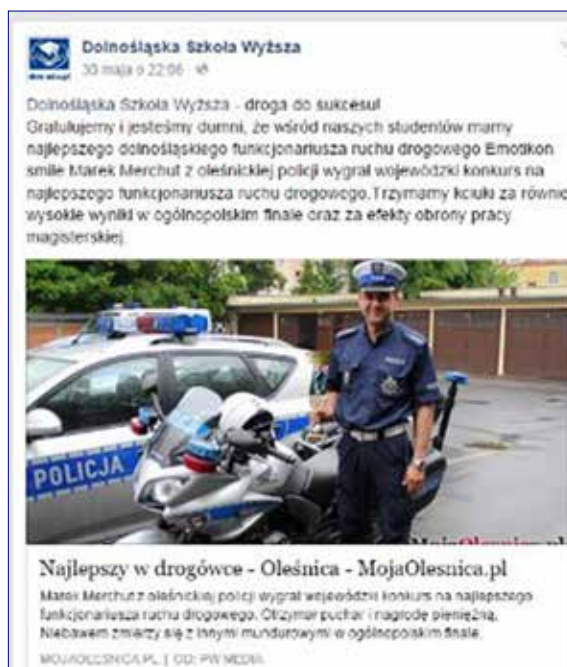 Dolnośląska Szkoła Wyższa
30 maja o 22:06
Dolnośląska Szkoła Wyższa - droga do sukcesu!
Gratulujemy i jesteśmy dumni, że wśród naszych studentów mamy
najlepszego dolnośląskiego funkcjonariusza ruchu drogowego Emotikon
smile Marek Merchut z oleśnickiej policji wygrał wojewódzki konkurs na
najlepszego funkcjonariusza ruchu drogowego.Trzymamy kciuki za równie
wysokie wyniki w ogólnopolskim finale oraz za efekty obrony pracy
magisterskiej.
POLICJA
MojaOlesnica.pl
Najlepszy w drogówce - Oleśnica - MojaOlesnica.pl
Marek Merchut z oleśnickiej policji wygrał wojewódzki konkurs na najlepszego
funkcjonariusza ruchu drogowego. Otrzymał puchar i nagrodę pieniężną.
Niebawem zmierzy się z innymi mundurowymi w ogólnopolskim finale.
MOJAOLESNICA.PL | OD: PW MEDIA